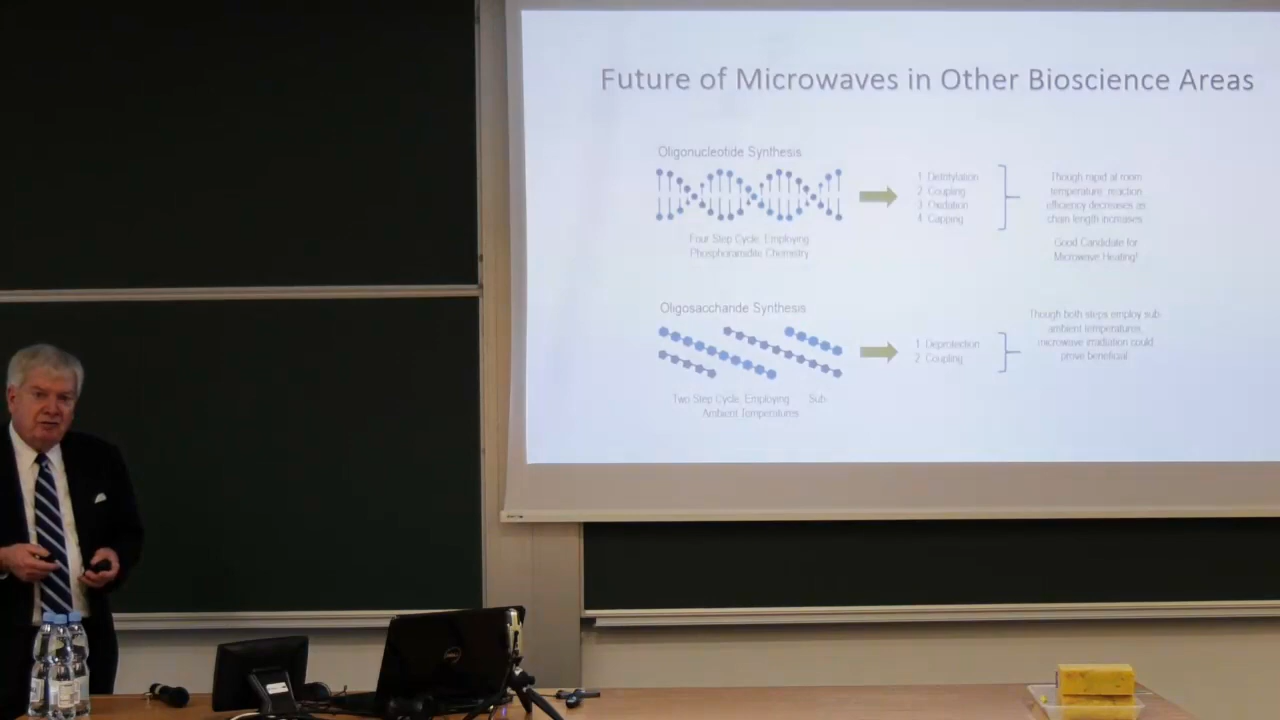 Future of Microwaves in Other Bioscience Areas
Oligonucleotide Synthesis
Four Step Cycle, Employing
Phosphoramdite Chemistry
1. Detritylation
2. Coupling
3. Oxidation
4. Capping
Though rapid at room
temperature, reaction
efficiency decreases as
chain length increases
Good Candidate for
Microwave Heating!
Oligosaccharide Synthesis
Two Step Cycle, Employing Sub
Ambient Temperatures
1. Deprotection
2. Coupling
Though both steps employ sub-
ambient temperatures,
microwave irradiation could
prove beneficial
DELL